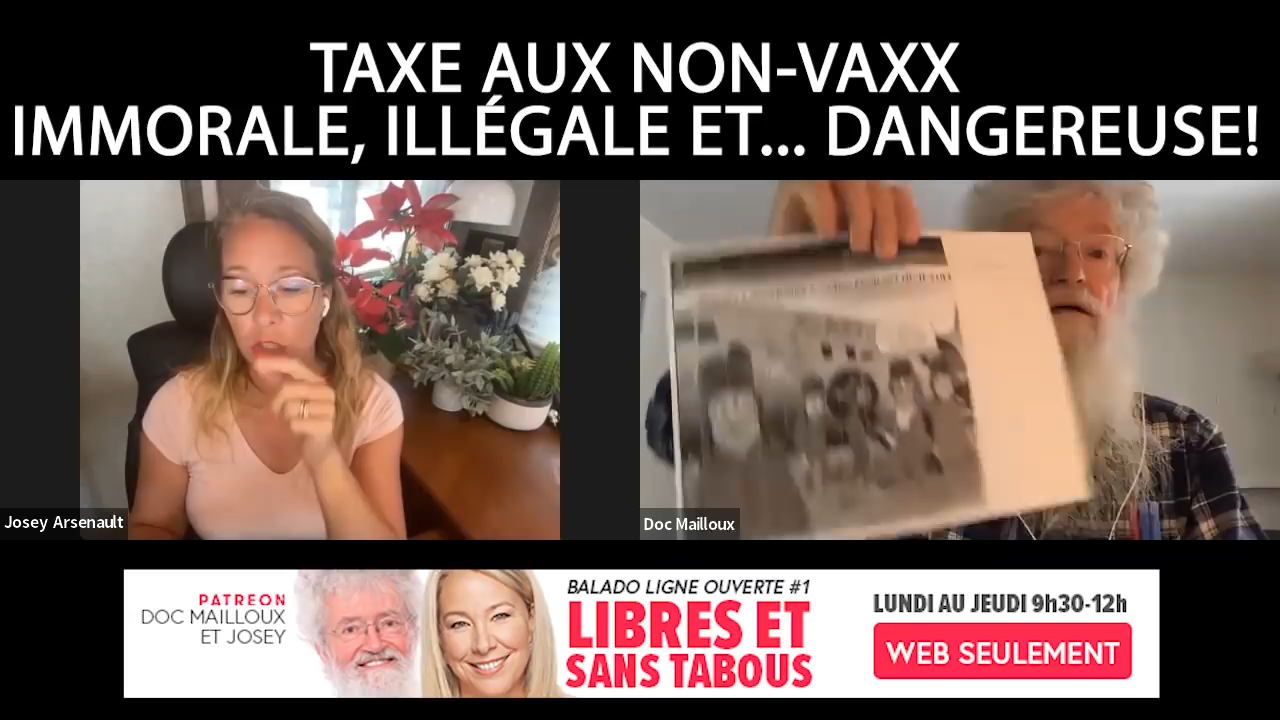 TAXE AUX NON-VAXX
IMMORALE, ILLÉGALE ET... DANGEREUSE!
Josey Arsenault
Doc Mailloux
PATREON
DOC MAILLOUX
ET JOSEY
BALADO LIGNE OUVERTE #1
LIBRES ET
SANS TABOUS
LUNDI AU JEUDI 9h30-12h
WEB SEULEMENT